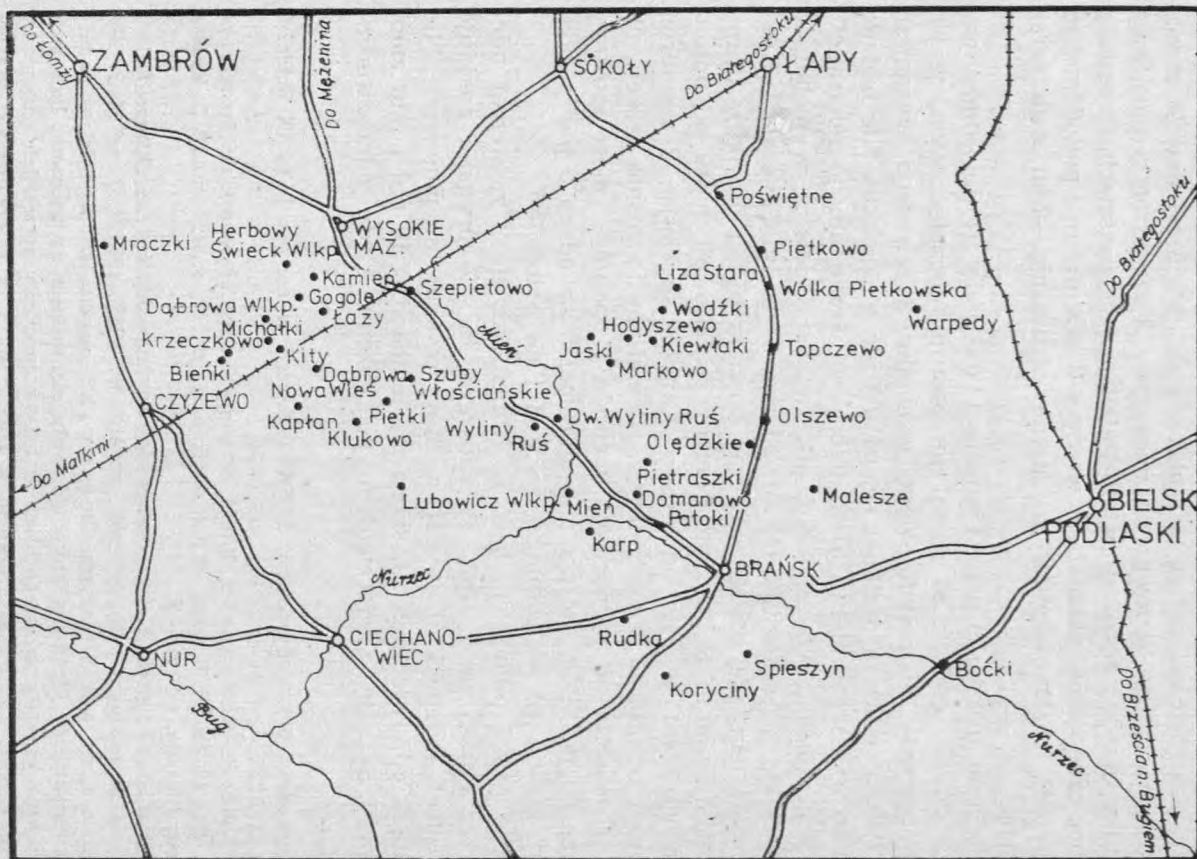 Do Łomży
ZAMBRÓW
Do Mężenina
SOKOŁY
Do Białegostoku
ŁAPY
Poświętne
WYSOKIE
MAZ.
Mroczki
Herbowy
Świeck Wlkp.
Kamień
Pietkowo
Liza Stara
Szepietowo
Wólka Pietkowska
Do Białegostoku
Dąbrowa Wlkp.
Gogole
Łazy
Wodźki
Warpedy
Michałki
Mień
Hodyszewo
Krzeczkowo
Kity
Jaski
Kiewłaki
Topczewo
Bieńki
Dąbrowa
Szuby
Markowo
Nowa Wieś
Włościańskie
CZYŻEWO
Kapłan
Pietki
Dw. Wyliny Ruś
Olszewo
Klukowo
Wyliny
Ruś
Olędzkie
Do Małkini
Pietraszki
Lubowicz Wlkp.
Mień
Domanowo
Malesze
BIELSK
PODLASKI
Patoki
Karp
Nurzec
BRAŃSK
CIECHANO-
WIEC
Rudka
NUR
Spieszyn
Boćki
Koryciny
Bug
Nurzec
Do Brześcia n. Bugiem